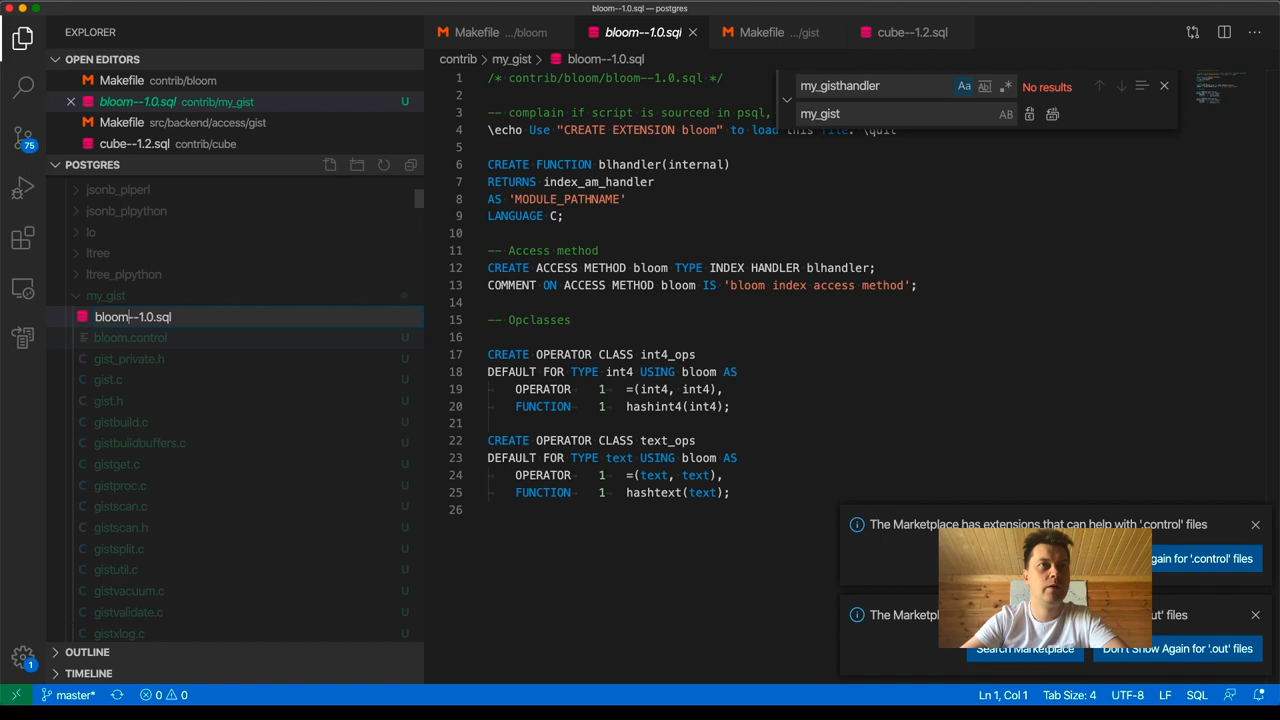 bloom--1.0.sql — postgres
EXPLORER
Makefile .../bloom
bloom--1.0.sql
Makefile .../gist
cube--1.2.sql
OPEN EDITORS
Makefile contrib/bloom
bloom--1.0.sql contrib/my_gist U
Makefile src/backend/access/gist
cube--1.2.sql contrib/cube
75
POSTGRES
jsonb_plperl
jsonb_plpython
lo
ltree
ltree_plpython
my_gist
bloom--1.0.sql
bloom.control U
gist_private.h U
gist.c U
gist.h U
gistbuild.c U
gistbuildbuffers.c U
gistget.c U
gistproc.c U
gistscan.c U
gistscan.h U
gistsplit.c U
gistutil.c U
gistvacuum.c U
gistvalidate.c U
gistxlog.c U
OUTLINE
TIMELINE
1
contrib > my_gist > bloom--1.0.sql
my_gisthandler Aa Abl .* No results
my_gist AB
1 /* contrib/bloom/bloom--1.0.sql */
2
3 -- complain if script is sourced in psql,
4 \echo Use "CREATE EXTENSION bloom" to load this file. \quit
5
6 CREATE FUNCTION blhandler(internal)
7 RETURNS index_am_handler
8 AS 'MODULE_PATHNAME'
9 LANGUAGE C;
10
11 -- Access method
12 CREATE ACCESS METHOD bloom TYPE INDEX HANDLER blhandler;
13 COMMENT ON ACCESS METHOD bloom IS 'bloom index access method';
14
15 -- Opclasses
16
17 CREATE OPERATOR CLASS int4_ops
18 DEFAULT FOR TYPE int4 USING bloom AS
19 OPERATOR 1 =(int4, int4),
20 FUNCTION 1 hashint4(int4);
21
22 CREATE OPERATOR CLASS text_ops
23 DEFAULT FOR TYPE text USING bloom AS
24 OPERATOR 1 =(text, text),
25 FUNCTION 1 hashtext(text);
26
The Marketplace has extensions that can help with '.control' files
gain for '.control' files
The Marketpl
ut' files
Search Marketplace
Don't Show Again for '.out' files
master*
0 0
Ln 1, Col 1
Tab Size: 4
UTF-8
LF
SQL